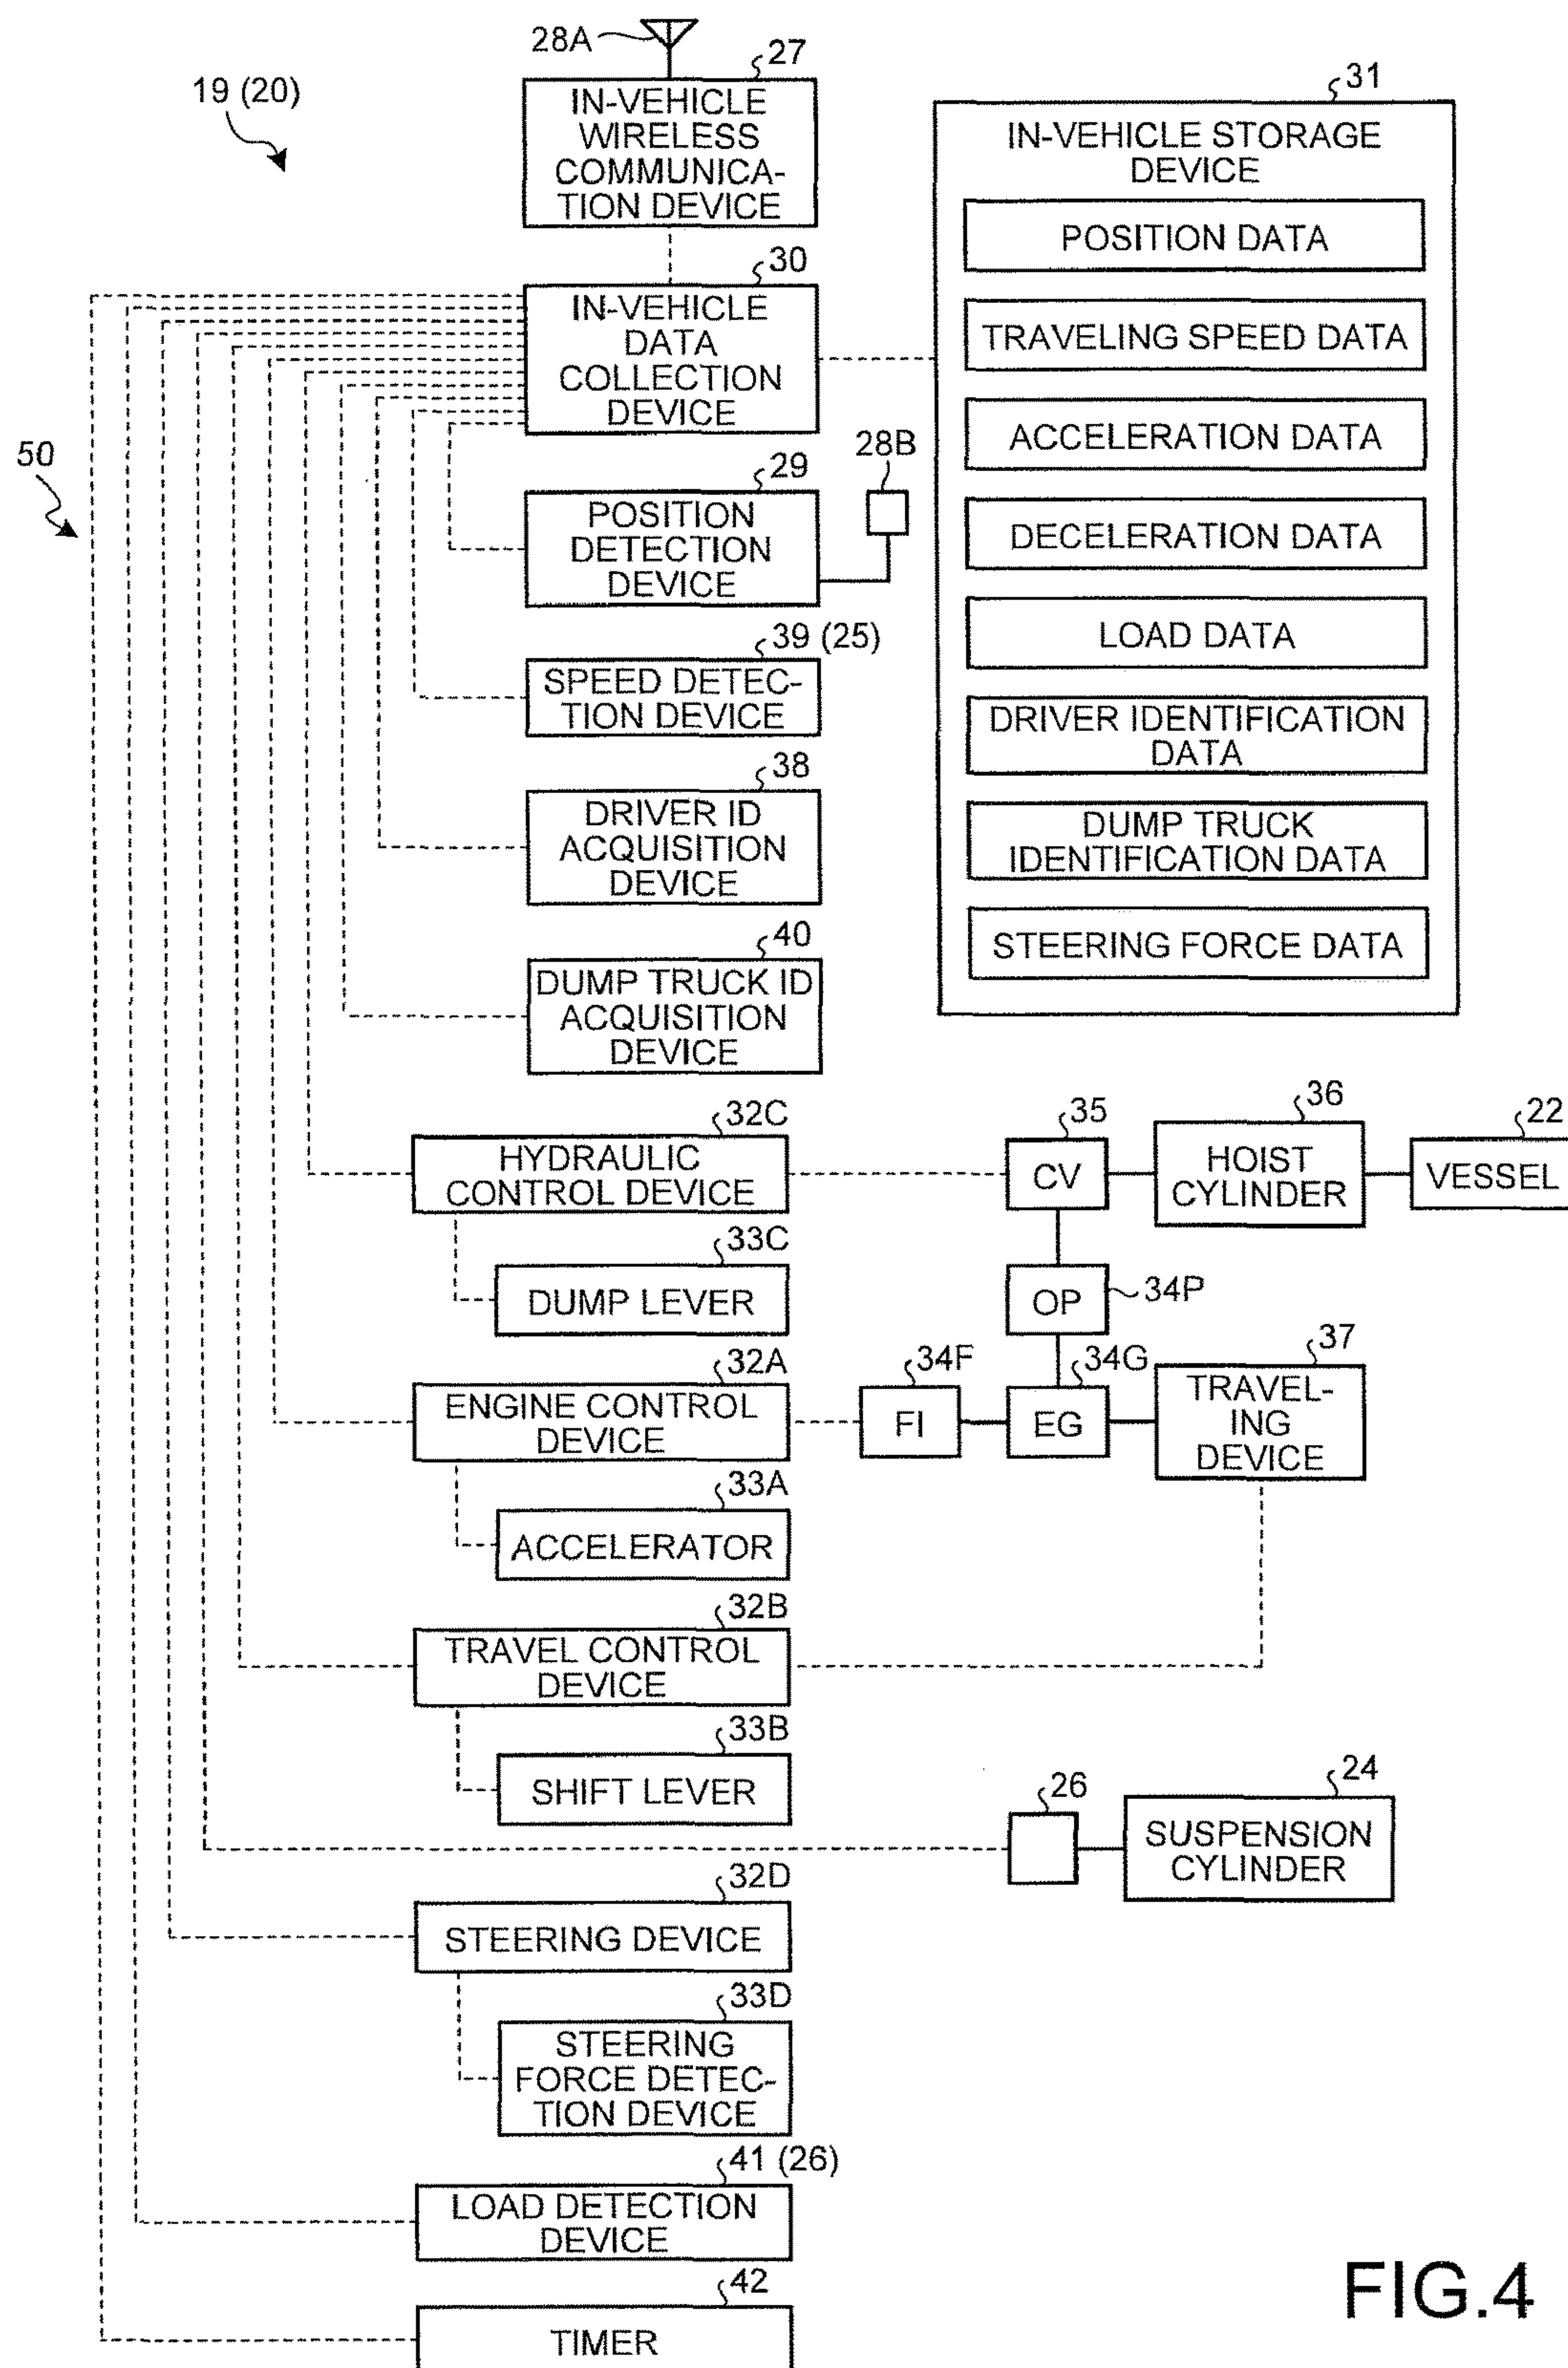 28A
27
19 (20)
IN-VEHICLE
WIRELESS
COMMUNICA-
TION DEVICE
31
IN-VEHICLE STORAGE
DEVICE
POSITION DATA
TRAVELING SPEED DATA
ACCELERATION DATA
DECELERATION DATA
LOAD DATA
DRIVER IDENTIFICATION
DATA
DUMP TRUCK
IDENTIFICATION DATA
STEERING FORCE DATA
30
IN-VEHICLE
DATA
COLLECTION
DEVICE
50
29
POSITION
DETECTION
DEVICE
28B
39 (25)
SPEED DETEC-
TION DEVICE
38
DRIVER ID
ACQUISITION
DEVICE
40
DUMP TRUCK ID
ACQUISITION
DEVICE
32C
HYDRAULIC
CONTROL DEVICE
35
CV
36
HOIST
CYLINDER
22
VESSEL
33C
DUMP LEVER
OP
34P
32A
ENGINE CONTROL
DEVICE
34F
FI
34G
EG
37
TRAVEL-
ING
DEVICE
33A
ACCELERATOR
32B
TRAVEL CONTROL
DEVICE
33B
SHIFT LEVER
26
24
SUSPENSION
CYLINDER
32D
STEERING DEVICE
33D
STEERING
FORCE DETEC-
TION DEVICE
41 (26)
LOAD DETECTION
DEVICE
42
TIMER
FIG.4